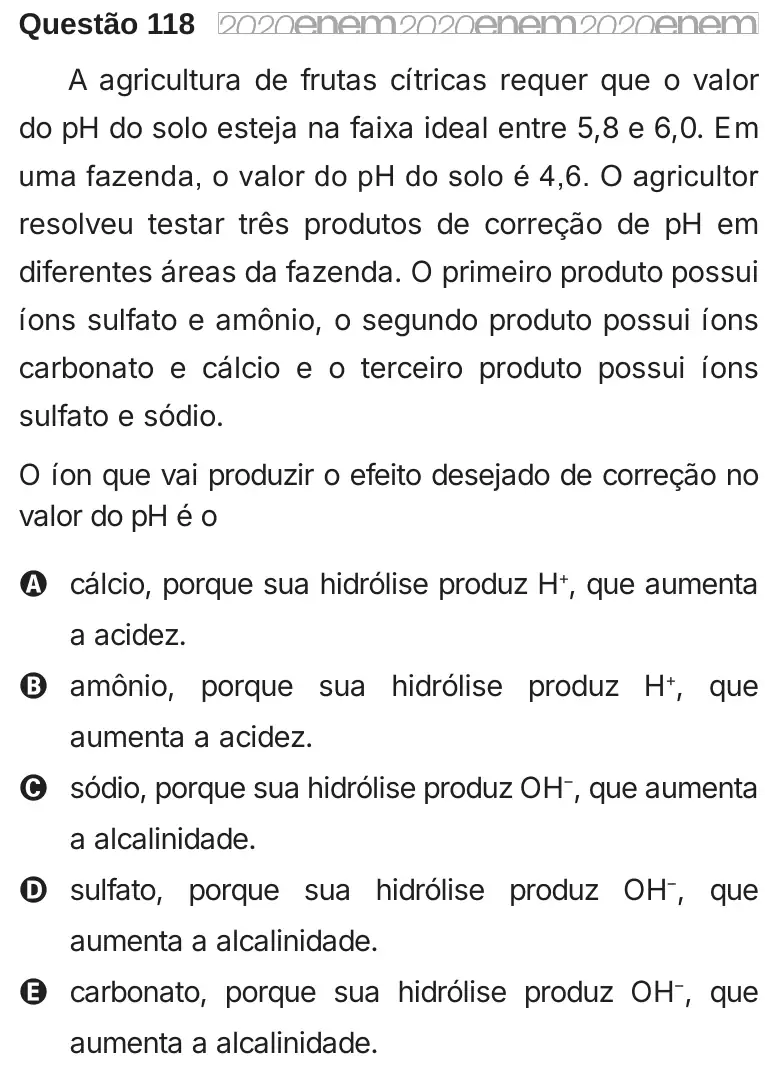 Questão 118 2020enem2020enem2020enem
A agricultura de frutas cítricas requer que o valor
do pH do solo esteja na faixa ideal entre 5,8 e 6,0. Em
uma fazenda, o valor do pH do solo é 4,6. O agricultor
resolveu testar três produtos de correção de pH em
diferentes áreas da fazenda. O primeiro produto possui
íons sulfato e amônio, o segundo produto possui íons
carbonato e cálcio e o terceiro produto possui íons
sulfato e sódio.
O íon que vai produzir o efeito desejado de correção no
valor do pH é o
A cálcio, porque sua hidrólise produz H⁺, que aumenta
a acidez.
B amônio, porque sua hidrólise produz H⁺, que
aumenta a acidez.
C sódio, porque sua hidrólise produz OH⁻, que aumenta
a alcalinidade.
D sulfato, porque sua hidrólise produz OH⁻, que
aumenta a alcalinidade.
E carbonato, porque sua hidrólise produz OH⁻, que
aumenta a alcalinidade.